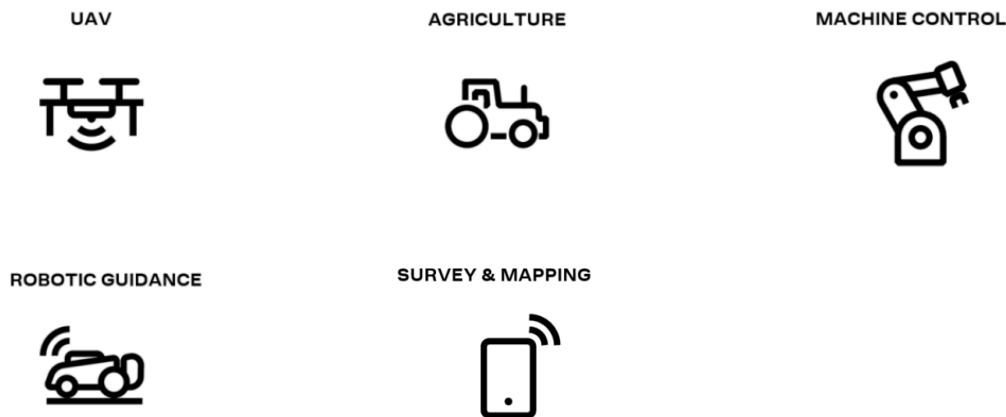 UAV
AGRICULTURE
MACHINE CONTROL
ROBOTIC GUIDANCE
SURVEY & MAPPING